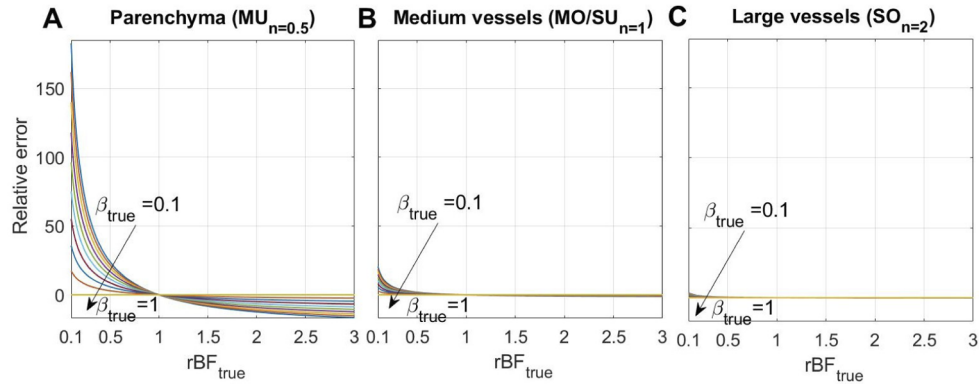 A Parenchyma (MU n=0.5)
Relative error
150
100
50
0
β true =0.1
β true =1
0.1 0.5 1 1.5 2 2.5 3
rBF true
B Medium vessels (MO/SU n=1)
β true =0.1
β true =1
0.1 0.5 1 1.5 2 2.5 3
rBF true
C Large vessels (SO n=2)
β true =0.1
β true =1
0.1 0.5 1 1.5 2 2.5 3
rBF true